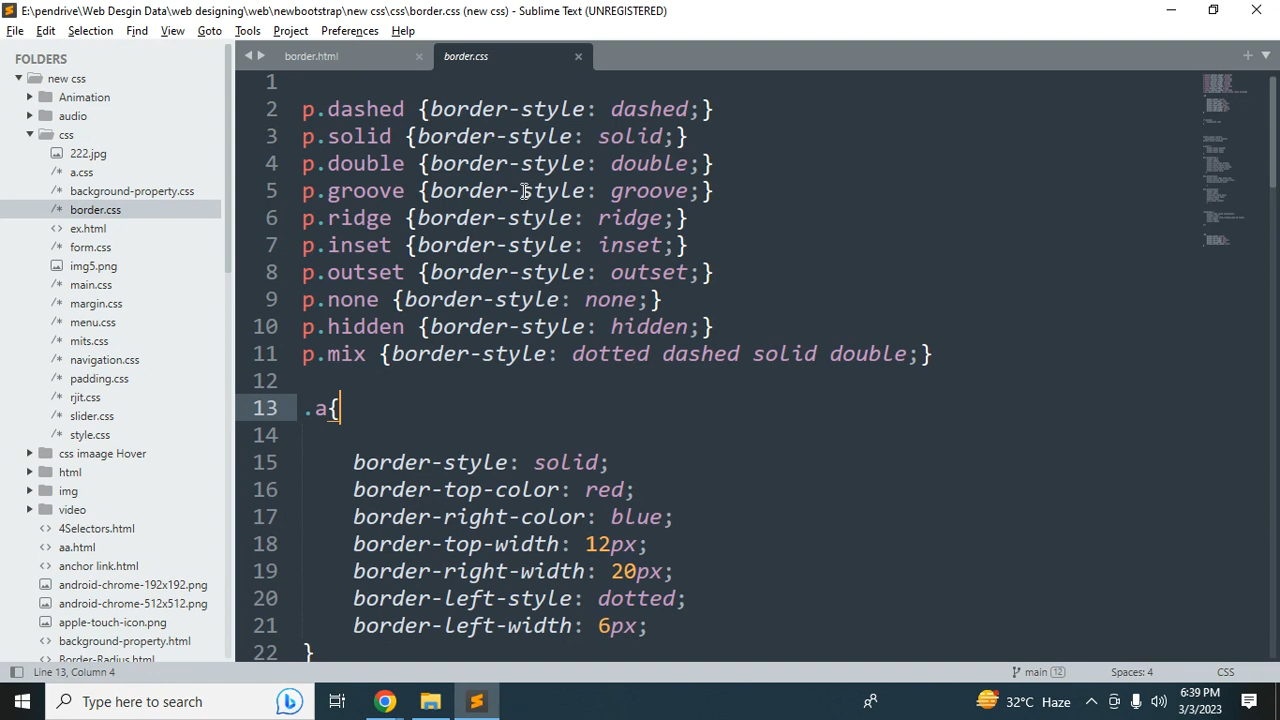 E:\pendrive\Web Desgin Data\web designing\web\newbootstrap\new css\css\border.css (new css) - Sublime Text (UNREGISTERED)
File Edit Selection Find View Goto Tools Project Preferences Help
FOLDERS
new css
Animation
audio
css
222.jpg
a.css
background-property.css
border.css
ex.html
form.css
img5.png
main.css
margin.css
menu.css
mits.css
navigation.css
padding.css
rjit.css
slider.css
style.css
css imaage Hover
html
img
video
4Selectors.html
aa.html
anchor link.html
android-chrome-192x192.png
android-chrome-512x512.png
apple-touch-icon.png
background-property.html
Border-Radius.html
border.html border.css
1
2 p.dashed {border-style: dashed;}
3 p.solid {border-style: solid;}
4 p.double {border-style: double;}
5 p.groove {border-style: groove;}
6 p.ridge {border-style: ridge;}
7 p.inset {border-style: inset;}
8 p.outset {border-style: outset;}
9 p.none {border-style: none;}
10 p.hidden {border-style: hidden;}
11 p.mix {border-style: dotted dashed solid double;}
12
13 .a{
14
15 border-style: solid;
16 border-top-color: red;
17 border-right-color: blue;
18 border-top-width: 12px;
19 border-right-width: 20px;
20 border-left-style: dotted;
21 border-left-width: 6px;
22 }
Line 13, Column 4 main 12 Spaces: 4 CSS
Type here to search 32°C Haze 6:39 PM
3/3/2023